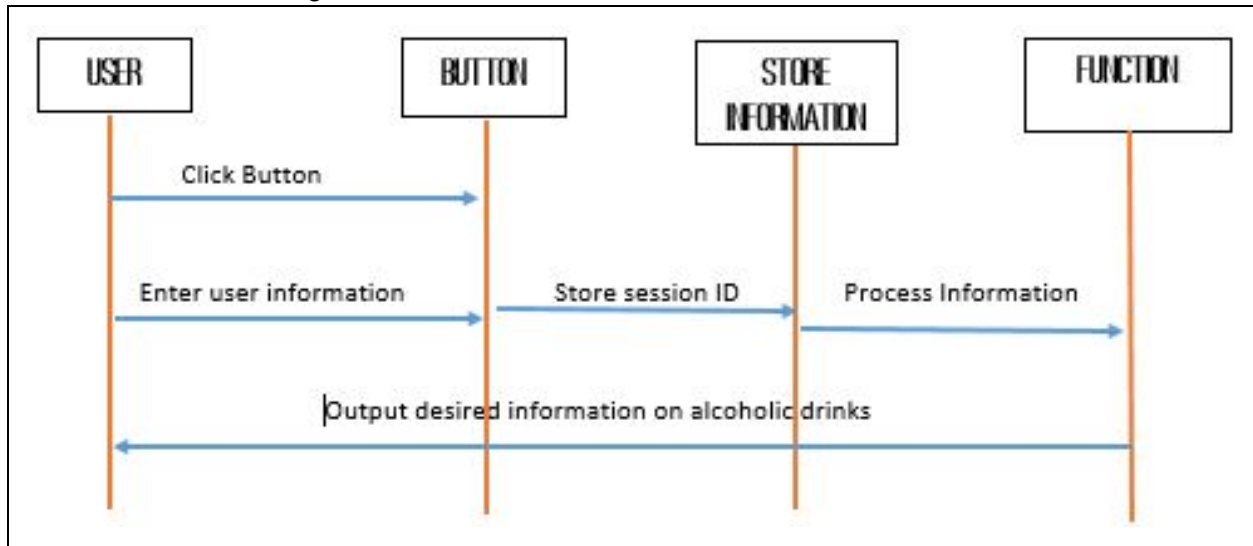 USER
BUTTON
STORE
INFORMATION
FUNCTION
Click Button
Enter user information
Store session ID
Process Information
Output desired information on alcoholic drinks